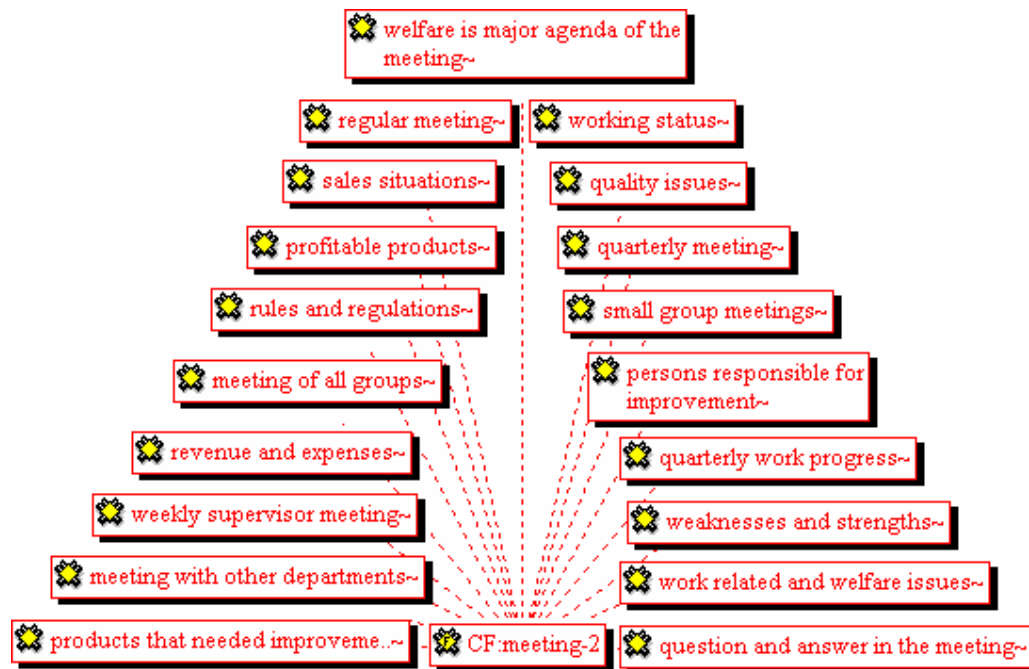 welfare is major agenda of the
meeting~
regular meeting~
working status~
sales situations~
quality issues~
profitable products~
quarterly meeting~
rules and regulations~
small group meetings~
meeting of all groups~
persons responsible for
improvement~
revenue and expenses~
quarterly work progress~
weekly supervisor meeting~
weaknesses and strengths~
meeting with other departments~
work related and welfare issues~
products that needed improveme..~
F CF:meeting-2
question and answer in the meeting~